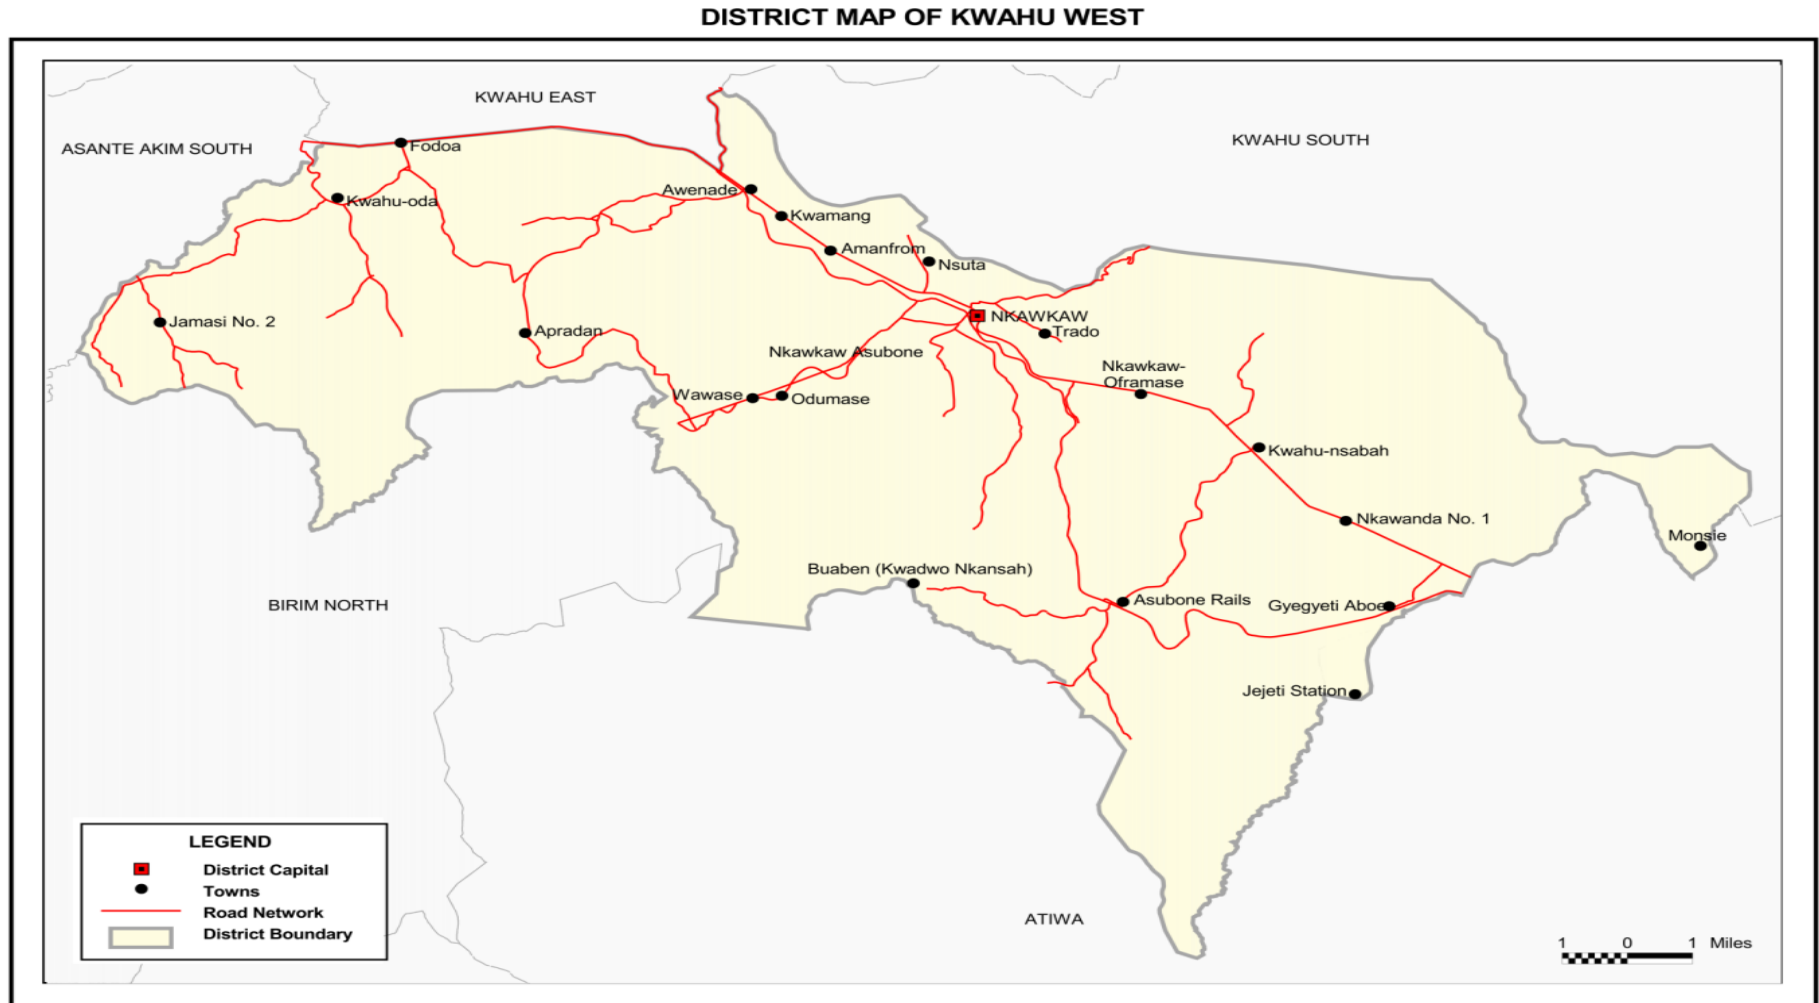 DISTRICT MAP OF KWAHU WEST
KWAHU EAST
KWAHU SOUTH
ASANTE AKIM SOUTH
Fodoa
Awenade
Kwahu-oda
Kwamang
Amanfrom
Nsuta
NKAWKAW
Jamasi No. 2
Apradan
Trado
Nkawkaw Asubone
Nkawkaw-
Oframase
Wawase
Odumase
Kwahu-nsabah
Nkawanda No. 1
Monsie
Buaben (Kwadwo Nkansah)
Asubone Rails
Gyegyeti Aboe
BIRIM NORTH
Jejeti Station
ATIWA
LEGEND
District Capital
Towns
Road Network
District Boundary
1 0 1 Miles